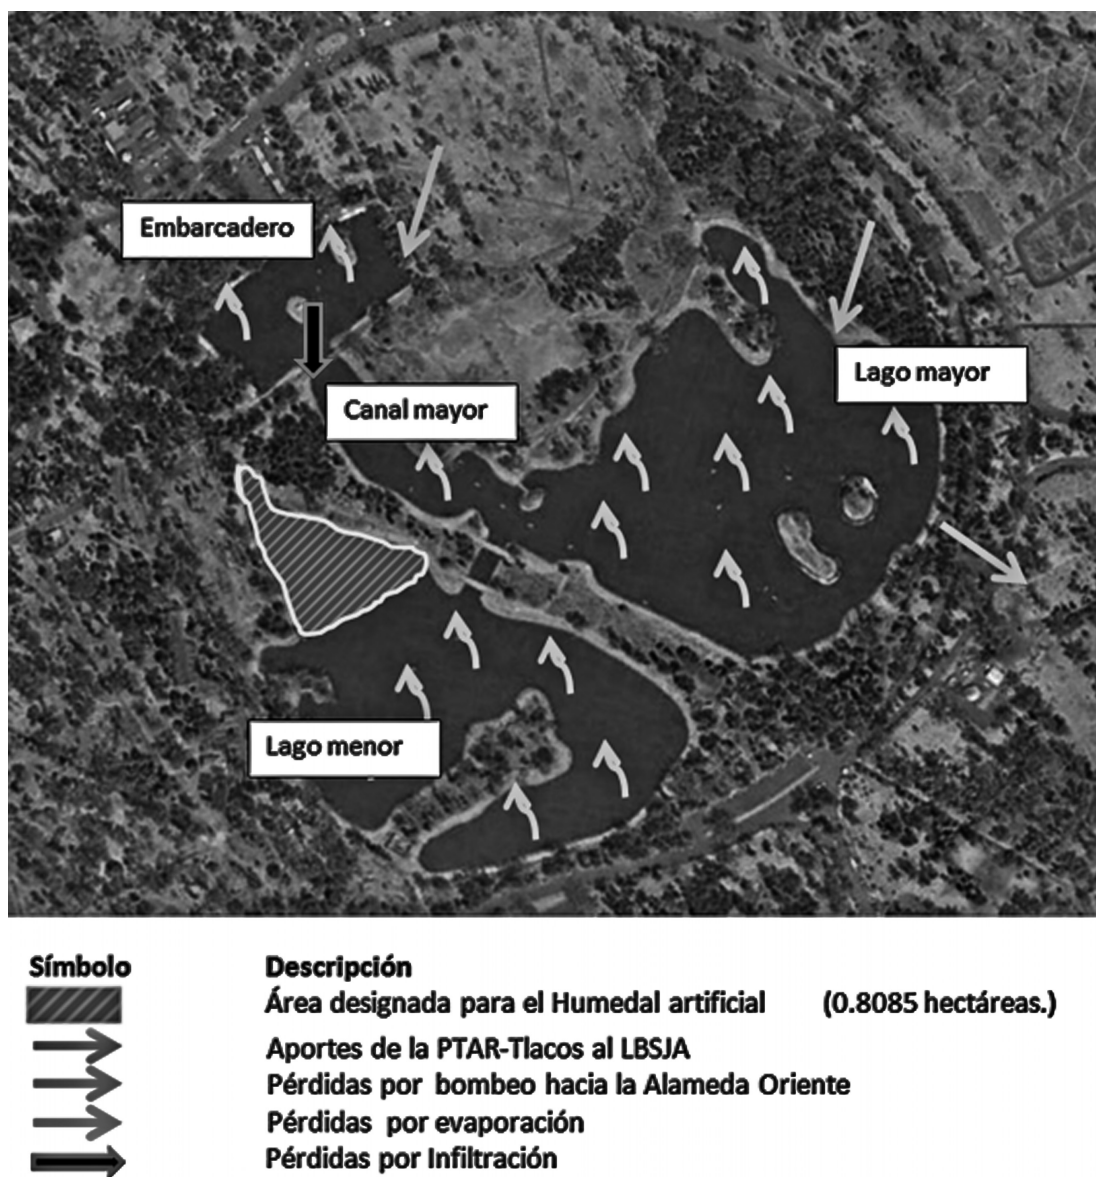 Embarcadero
Lago mayor
Canal mayor
Lago menor
Símbolo Descripción
Área designada para el Humedal artificial (0.8085 hectáreas.)
Aportes de la PTAR-Tlacos al LBSJA
Pérdidas por bombeo hacia la Alameda Oriente
Pérdidas por evaporación
Pérdidas por Infiltración